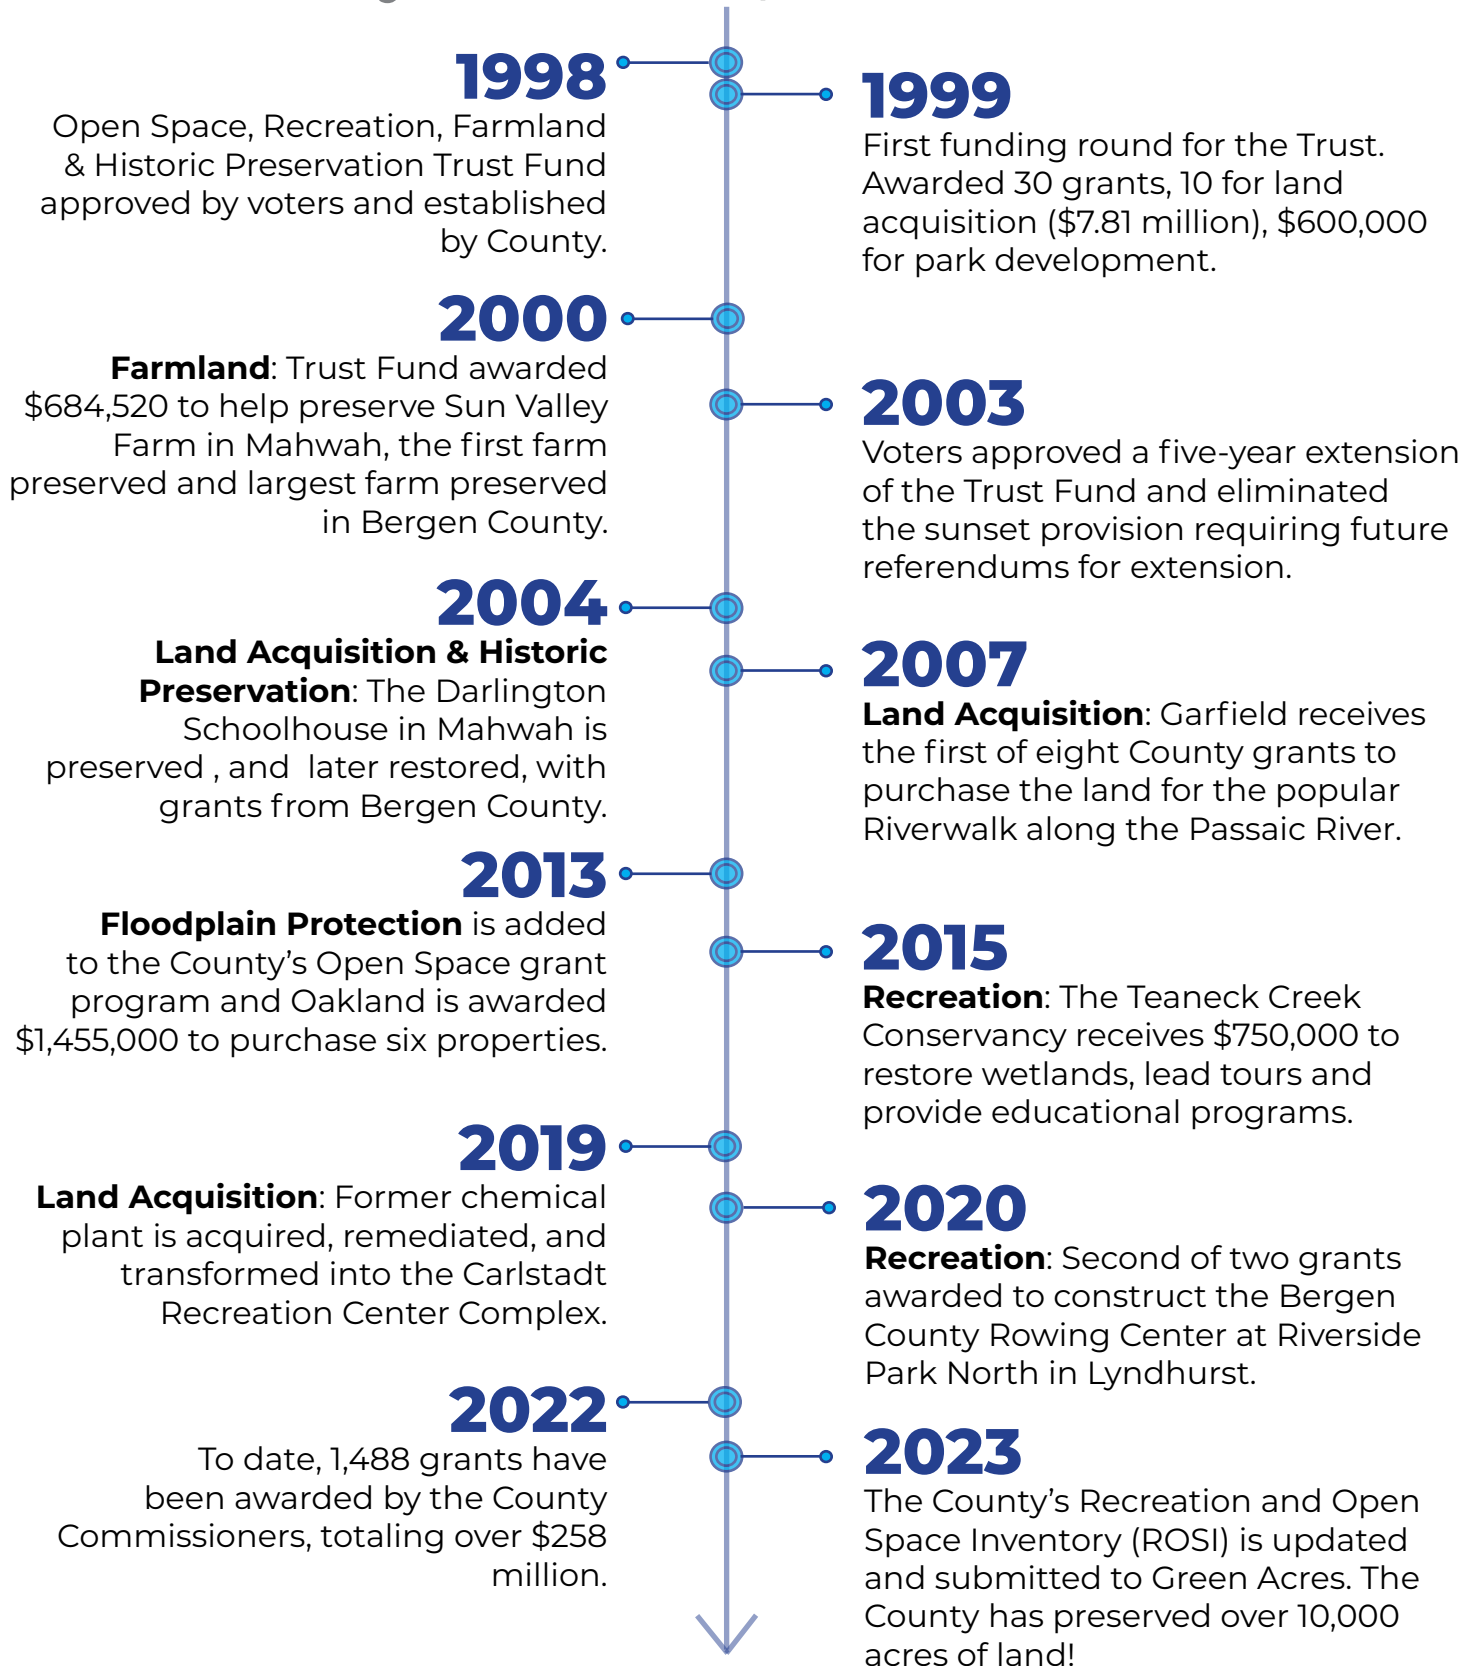 1998
Open Space, Recreation, Farmland
& Historic Preservation Trust Fund
approved by voters and established
by County.
1999
First funding round for the Trust.
Awarded 30 grants, 10 for land
acquisition ($7.81 million), $600,000
for park development.
2000
Farmland: Trust Fund awarded
$684,520 to help preserve Sun Valley
Farm in Mahwah, the first farm
preserved and largest farm preserved
in Bergen County.
2003
Voters approved a five-year extension
of the Trust Fund and eliminated
the sunset provision requiring future
referendums for extension.
2004
Land Acquisition & Historic
Preservation: The Darlington
Schoolhouse in Mahwah is
preserved , and  later restored, with
grants from Bergen County.
2007
Land Acquisition: Garfield receives
the first of eight County grants to
purchase the land for the popular
Riverwalk along the Passaic River.
2013
Floodplain Protection is added
to the County’s Open Space grant
program and Oakland is awarded
$1,455,000 to purchase six properties.
2015
Recreation: The Teaneck Creek
Conservancy receives $750,000 to
restore wetlands, lead tours and
provide educational programs.
2019
Land Acquisition: Former chemical
plant is acquired, remediated, and
transformed into the Carlstadt
Recreation Center Complex.
2020
Recreation: Second of two grants
awarded to construct the Bergen
County Rowing Center at Riverside
Park North in Lyndhurst.
2022
To date, 1,488 grants have
been awarded by the County
Commissioners, totaling over $258
million.
2023
The County’s Recreation and Open
Space Inventory (ROSI) is updated
and submitted to Green Acres. The
County has preserved over 10,000
acres of land!